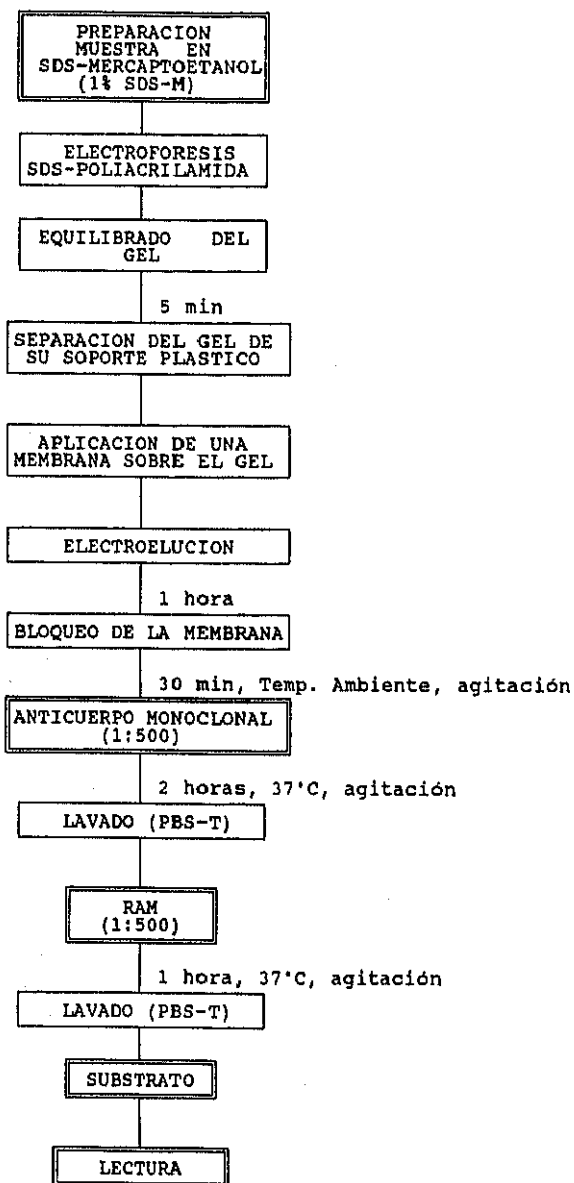 PREPARACION
MUESTRA EN
SDS-MERCAPTOETANOL
(1% SDS-M)
ELECTROFORESIS
SDS-POLIACRILAMIDA
EQUILIBRADO DEL
GEL
5 min
SEPARACION DEL GEL DE
SU SOPORTE PLASTICO
APLICACION DE UNA
MEMBRANA SOBRE EL GEL
ELECTROELUCION
1 hora
BLOQUEO DE LA MEMBRANA
30 min, Temp. Ambiente, agitación
ANTICUERPO MONOCLONAL
(1:500)
2 horas, 37°C, agitación
LAVADO (PBS-T)
RAM
(1:500)
1 hora, 37°C, agitación
LAVADO (PBS-T)
SUBSTRATO
LECTURA